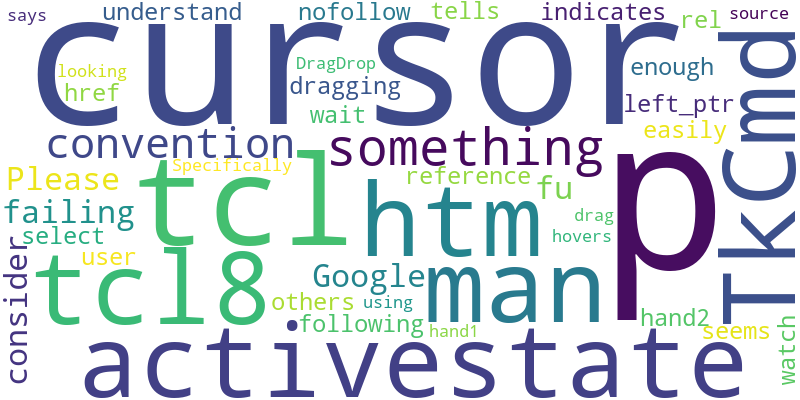 says
understand
nofollow
tells
indicates
rel
source
cursor
looking
href
DragDrop
dragging
wait
enough
left_ptr
easily
TkCmd
convention
something
p
Specifically
tcl
Please
reference
fu
htm
failing
select
drag
hovers
user
tcl8
Google
man
others
using
following
hand1
hand2
seems
consider
activestate
watch